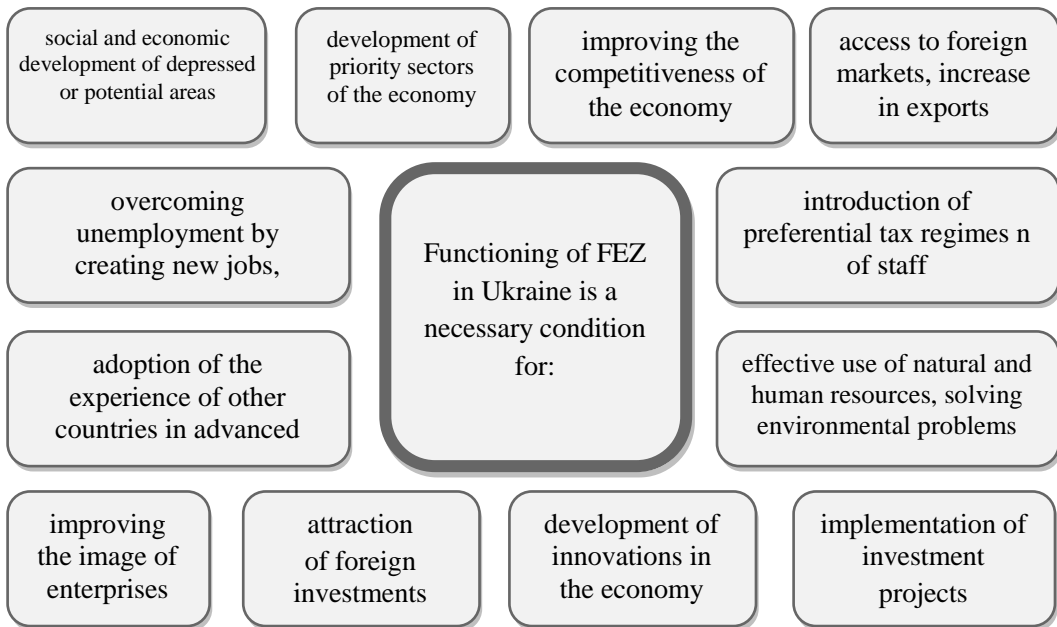 social and economic
development of depressed
or potential areas
development of
priority sectors
of the economy
improving the
competitiveness of
the economy
access to foreign
markets, increase
in exports
overcoming
unemployment by
creating new jobs,
Functioning of FEZ
in Ukraine is a
necessary condition
for:
introduction of
preferential tax regimes n
of staff
adoption of the
experience of other
countries in advanced
effective use of natural and
human resources, solving
environmental problems
improving
the image of
enterprises
attraction
of foreign
investments
development of
innovations in
the economy
implementation of
investment
projects